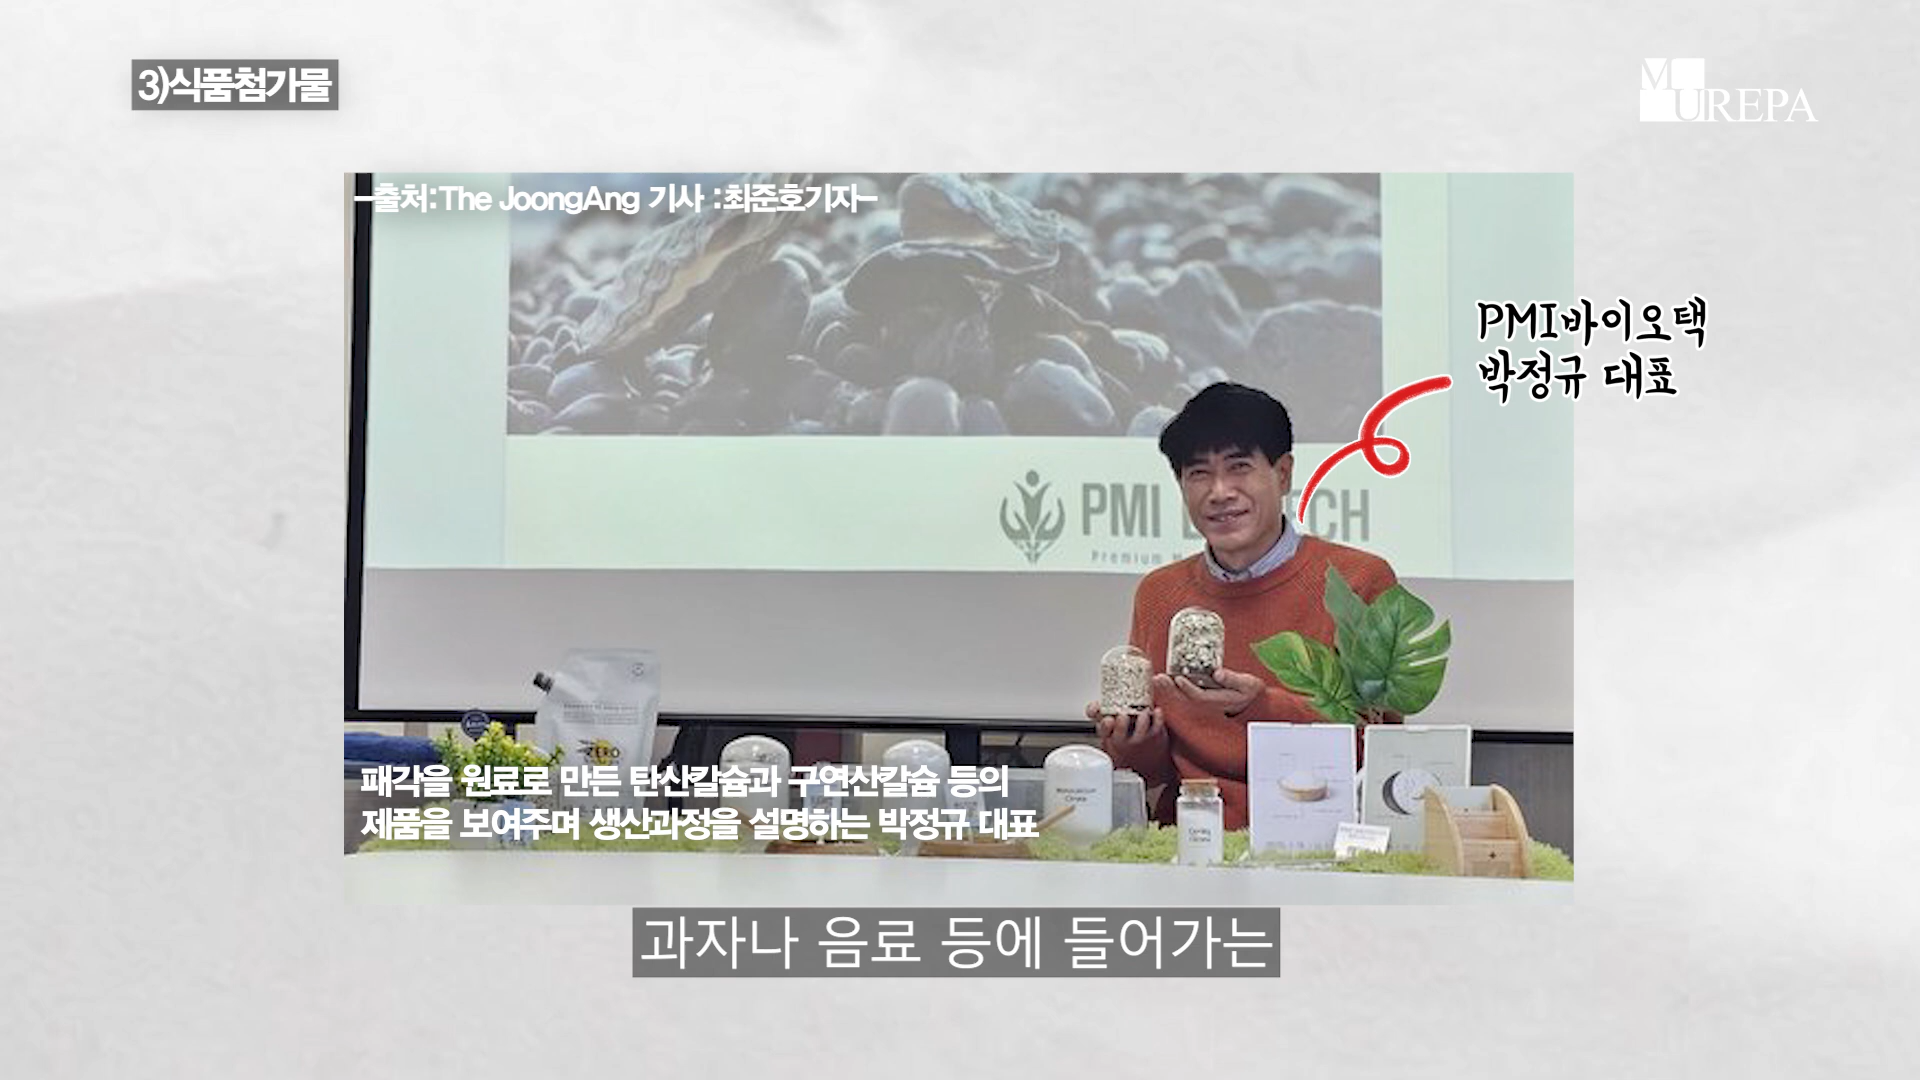 3)식품첨가물
MUREPA
-출처:The JoongAng 기사 :최준호기자-
PMI바이오택
박정규 대표
PMI
ECH
Premium
ZERO
패각을 원료로 만든 탄산칼슘과 구연산칼슘 등의
제품을 보여주며 생산과정을 설명하는 박정규 대표
과자나 음료 등에 들어가는